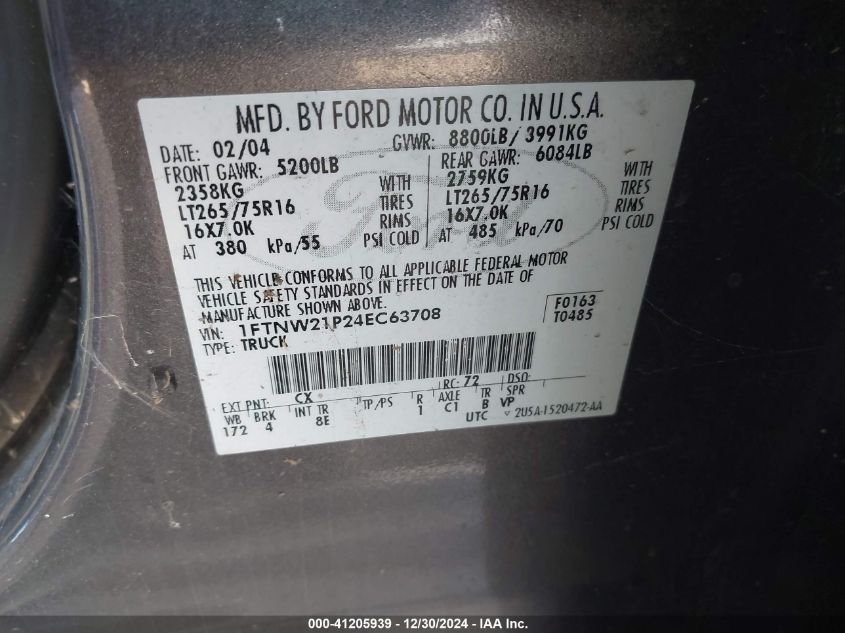 MFD. BY FORD MOTOR CO. IN U.S.A.
DATE: 02/04 GVWR: 8800LB/ 3991KG
FRONT GAWR: 5200LB REAR GAWR: 6084LB
2358KG WITH 2759KG WITH
LT265/75R16 TIRES LT265/75R16 TIRES
16X7.0K RIMS 16X7.0K RIMS
AT 380 kPa/55 PSI COLD AT 485 kPa/70 PSI COLD
Ford
THIS VEHICLE CONFORMS TO ALL APPLICABLE FEDERAL MOTOR
VEHICLE SAFETY STANDARDS IN EFFECT ON THE DATE OF
MANUFACTURE SHOWN ABOVE.
VIN: 1FTNW21P24EC63708 F0163
TYPE: TRUCK T0485
EXT PNT: CX RC: 72 DSO:
WB BRK INT TR TP/PS R AXLE TR SPR
172 4 8E 1 C1 B VP
UTC 2U5A-1520472-AA
000-41205939 - 12/30/2024 - IAA Inc.